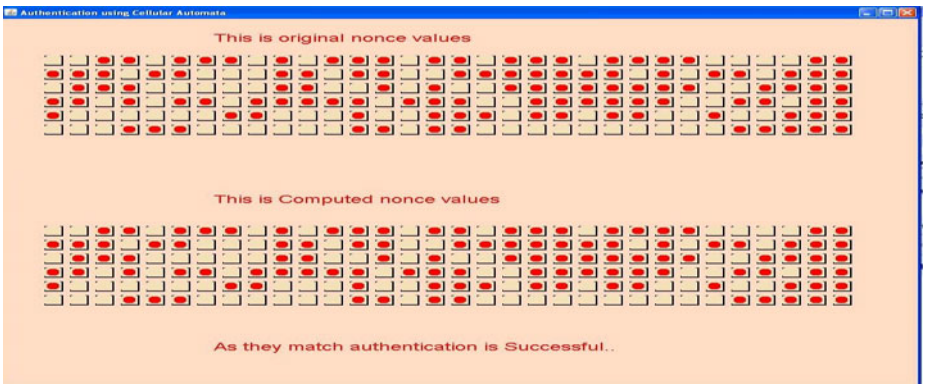 Authentication using Cellular Automata
This is original nonce values
This is Computed nonce values
As they match authentication is Successful..